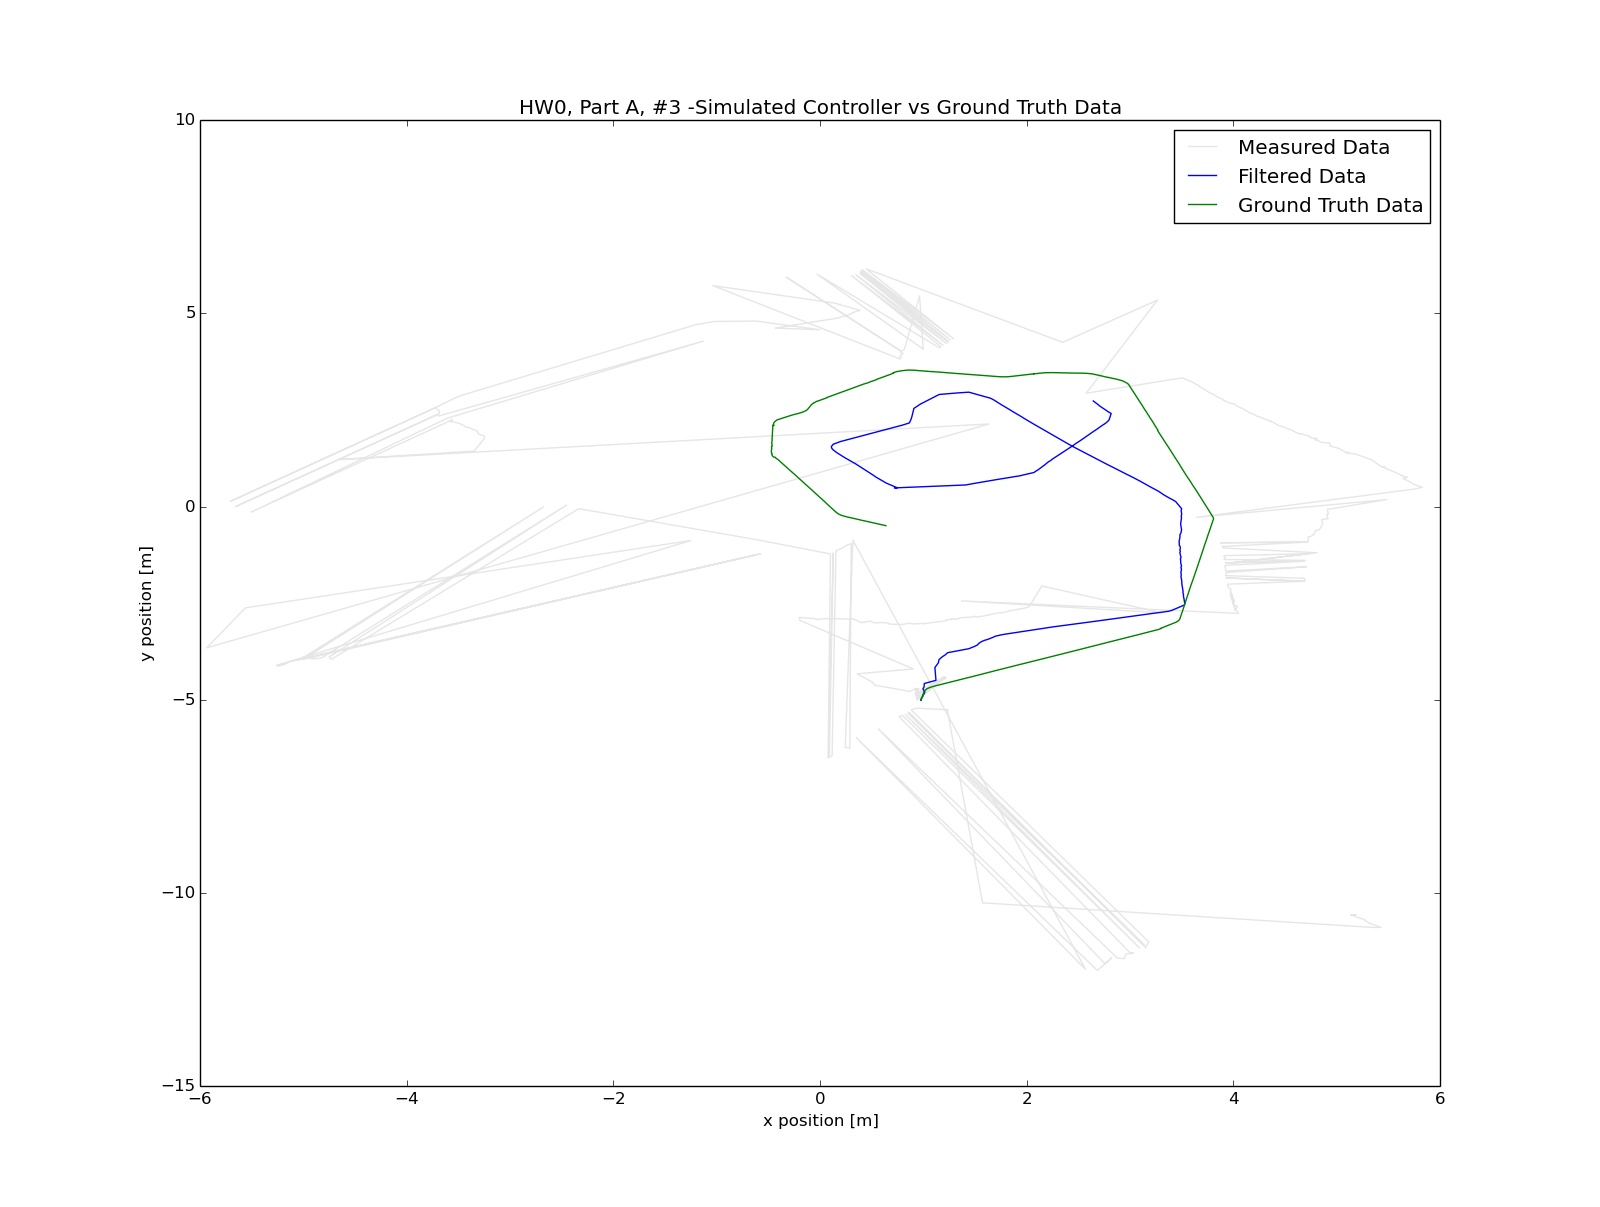 HW0, Part A, #3 -Simulated Controller vs Ground Truth Data
Measured Data
Filtered Data
Ground Truth Data
10
5
0
−5
−10
−15
y position [m]
−6 −4 −2 0 2 4 6
x position [m]